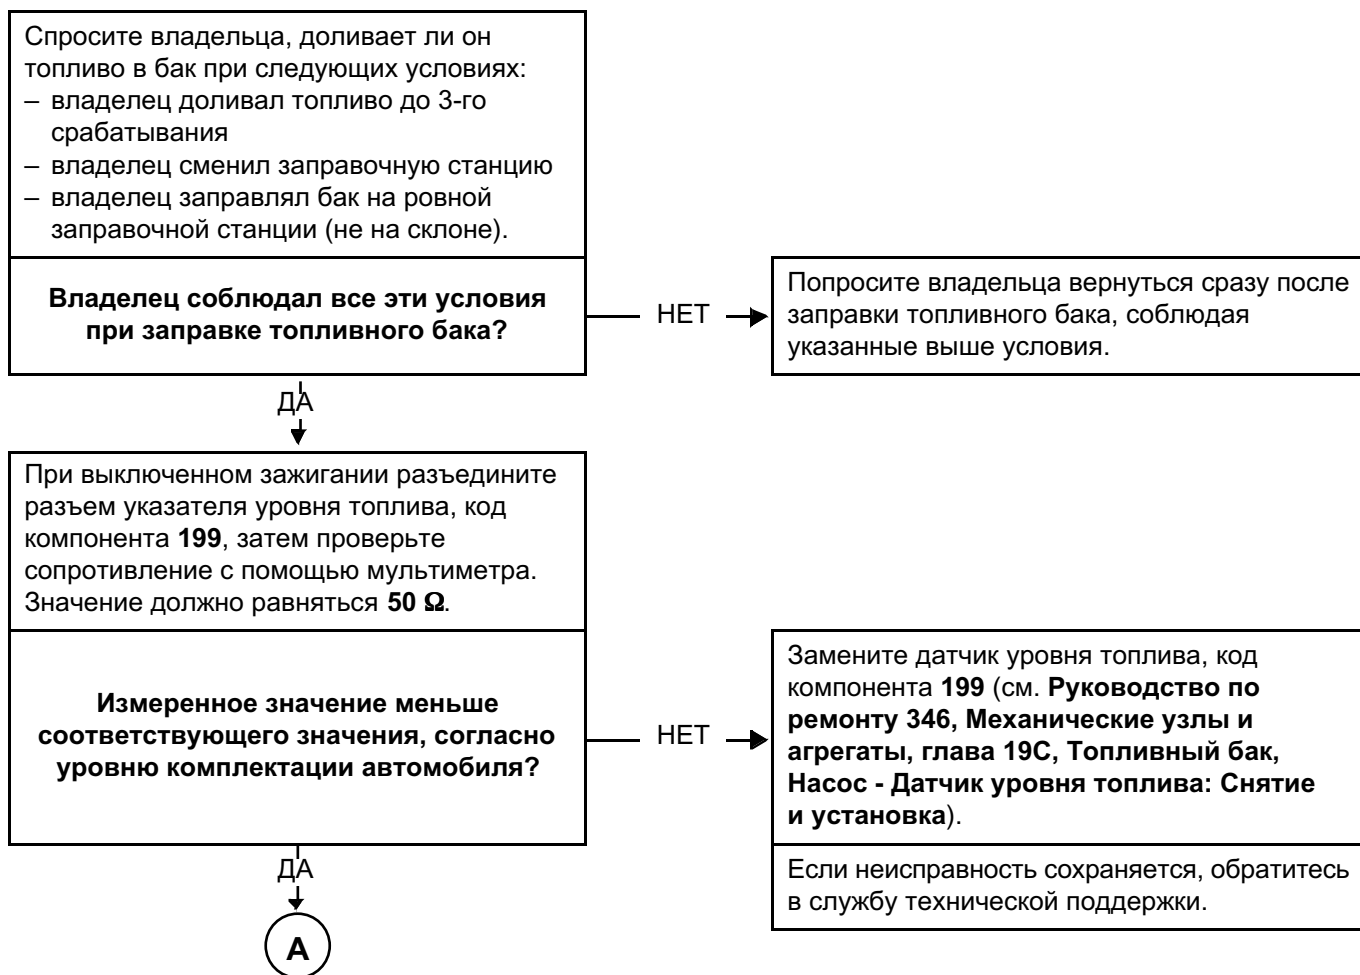 Спросите владельца, доливает ли он
топливо в бак при следующих условиях:
– владелец доливал топливо до 3-го
срабатывания
– владелец сменил заправочную станцию
– владелец заправлял бак на ровной
заправочной станции (не на склоне).
Владелец соблюдал все эти условия
при заправке топливного бака?
НЕТ
Попросите владельца вернуться сразу после
заправки топливного бака, соблюдая
указанные выше условия.
ДА
При выключенном зажигании разъедините
разъем указателя уровня топлива, код
компонента 199, затем проверьте
сопротивление с помощью мультиметра.
Значение должно равняться 50 Ω.
Измеренное значение меньше
соответствующего значения, согласно
уровню комплектации автомобиля?
НЕТ
Замените датчик уровня топлива, код
компонента 199 (см. Руководство по
ремонту 346, Механические узлы и
агрегаты, глава 19C, Топливный бак,
Насос - Датчик уровня топлива: Снятие
и установка).
Если неисправность сохраняется, обратитесь
в службу технической поддержки.
ДА
A